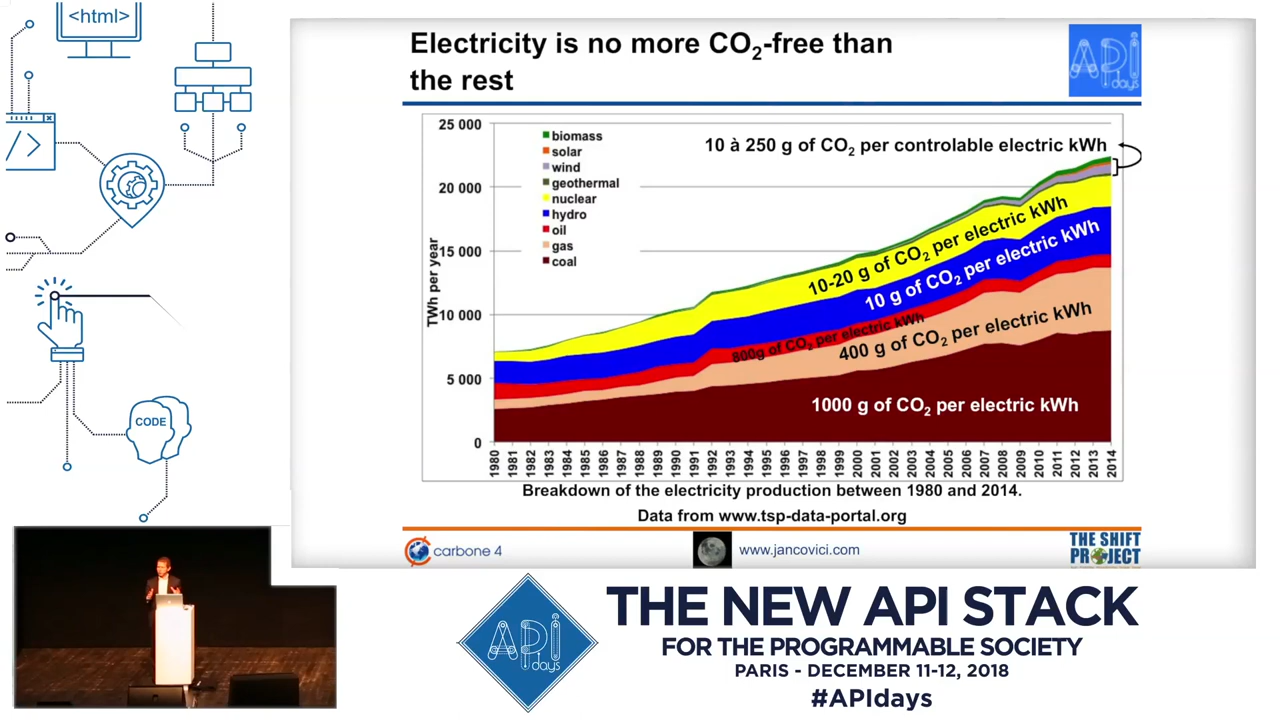 <html>
</>
CODE
Electricity is no more CO₂-free than
the rest
API
days
25 000
20 000
15 000
10 000
5 000
0
TWh per year
biomass
solar
wind
geothermal
nuclear
hydro
oil
gas
coal
10 à 250 g of CO₂ per controlable electric kWh
10-20 g of CO₂ per electric kWh
10 g of CO₂ per electric kWh
800g of CO₂ per electric kWh
400 g of CO₂ per electric kWh
1000 g of CO₂ per electric kWh
1980 1981 1982 1983 1984 1985 1986 1987 1988 1989 1990 1991 1992 1993 1994 1995 1996 1997 1998 1999 2000 2001 2002 2003 2004 2005 2006 2007 2008 2009 2010 2011 2012 2013 2014
Breakdown of the electricity production between 1980 and 2014.
Data from www.tsp-data-portal.org
carbone 4
www.jancovici.com
THE SHIFT
PROJECT
API
days
THE NEW API STACK
FOR THE PROGRAMMABLE SOCIETY
PARIS - DECEMBER 11-12, 2018
#APIdays